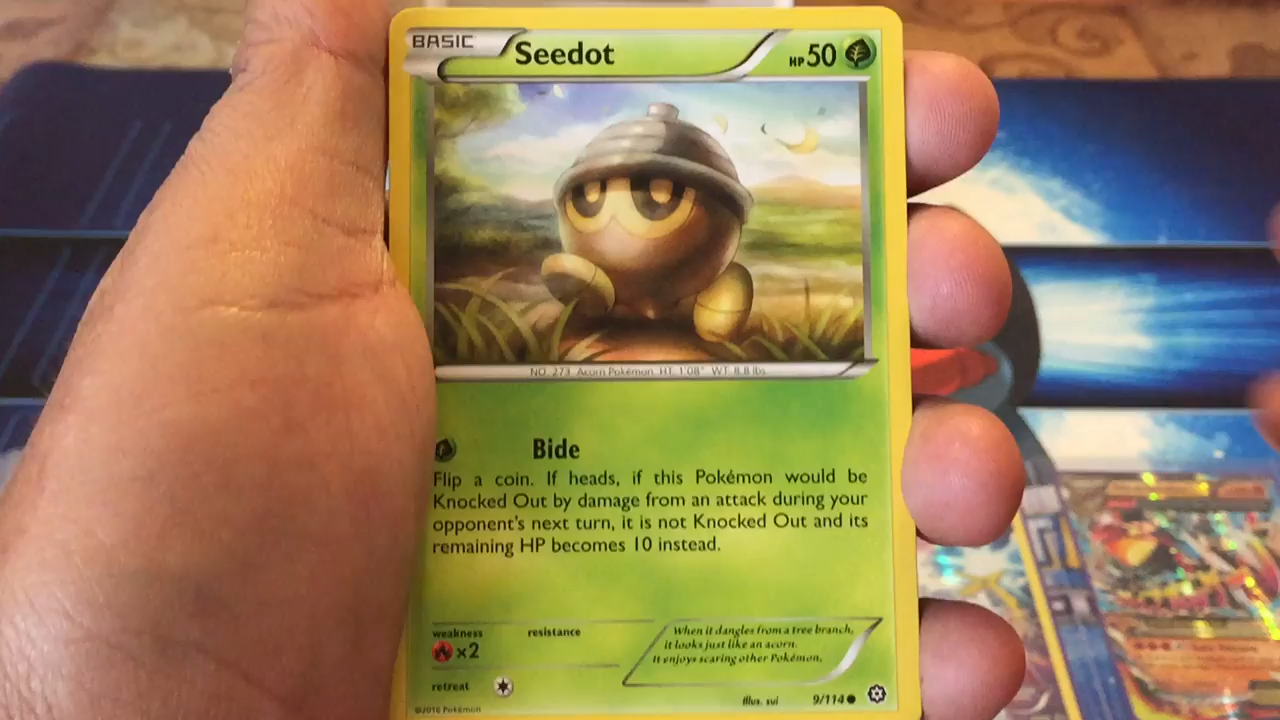 BASIC
Seedot
HP 50
NO. 273 Acorn Pokémon HT 1'08" WT 8.8 lbs
Bide
Flip a coin. If heads, if this Pokémon would be
Knocked Out by damage from an attack during your
opponent's next turn, it is not Knocked Out and its
remaining HP becomes 10 instead.
weakness
resistance
×2
When it dangles from a tree branch,
it looks just like an acorn.
It enjoys scaring other Pokémon.
retreat
©2016 Pokémon
Illus. sui
9/114